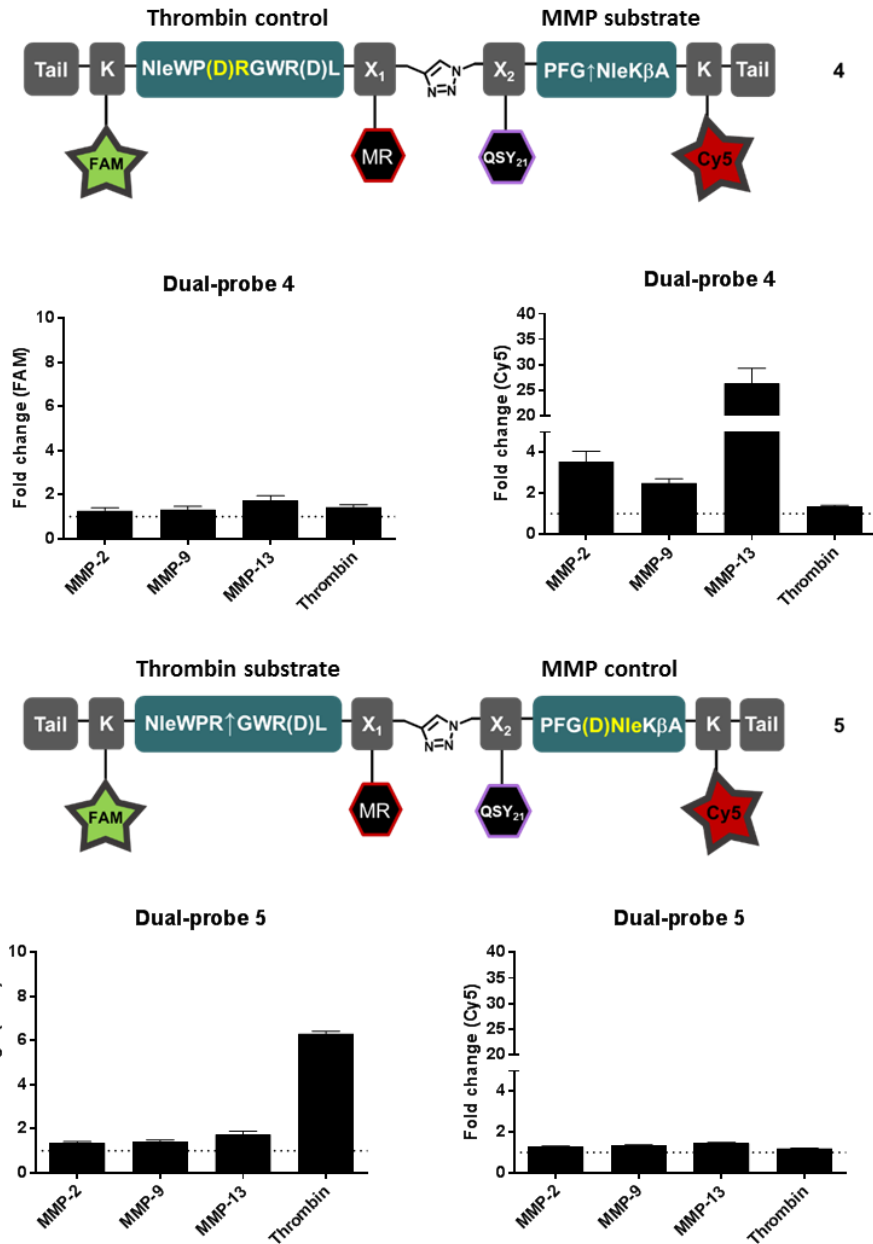 Thrombin control MMP substrate
Tail K NleWP(D)RGWR(D)L X₁ N=N N X₂ PFG↑NleKβA K Tail 4
FAM MR QSY₂₁ Cy5
Dual-probe 4
Fold change (FAM)
10
8
6
4
2
0
MMP-2 MMP-9 MMP-13 Thrombin
Dual-probe 4
Fold change (Cy5)
40
35
30
25
20
4
2
0
MMP-2 MMP-9 MMP-13 Thrombin
Thrombin substrate MMP control
Tail K NleWPR↑GWR(D)L X₁ N=N N X₂ PFG(D)NleKβA K Tail 5
FAM MR QSY₂₁ Cy5
Dual-probe 5
10
8
6
4
2
0
MMP-2 MMP-9 MMP-13 Thrombin
Dual-probe 5
Fold change (Cy5)
40
35
30
25
20
4
2
0
MMP-2 MMP-9 MMP-13 Thrombin